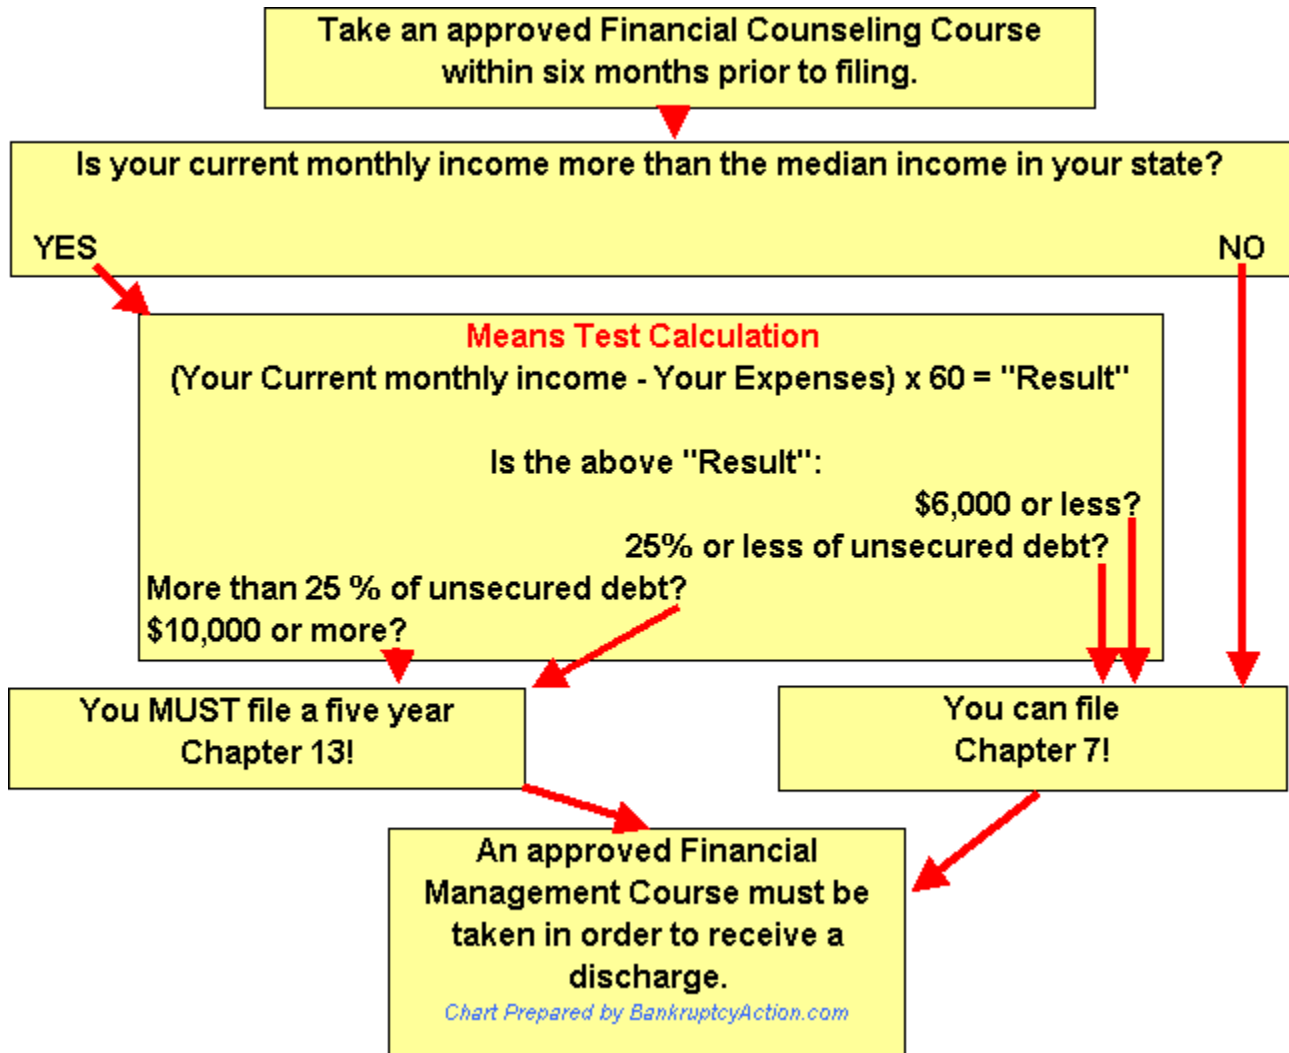 Take an approved Financial Counseling Course
within six months prior to filing.
Is your current monthly income more than the median income in your state?
YES
NO
Means Test Calculation
(Your Current monthly income - Your Expenses) x 60 = "Result"
Is the above "Result":
$6,000 or less?
25% or less of unsecured debt?
More than 25 % of unsecured debt?
$10,000 or more?
You MUST file a five year
Chapter 13!
You can file
Chapter 7!
An approved Financial
Management Course must be
taken in order to receive a
discharge.
Chart Prepared by BankruptcyAction.com